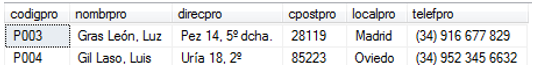 codigpro nombrpro direcpro cpostpro localpro telefpro
P003 Gras León, Luz Pez 14, 5º dcha. 28119 Madrid (34) 916 677 829
P004 Gil Laso, Luis Uría 18, 2º 85223 Oviedo (34) 952 345 6632